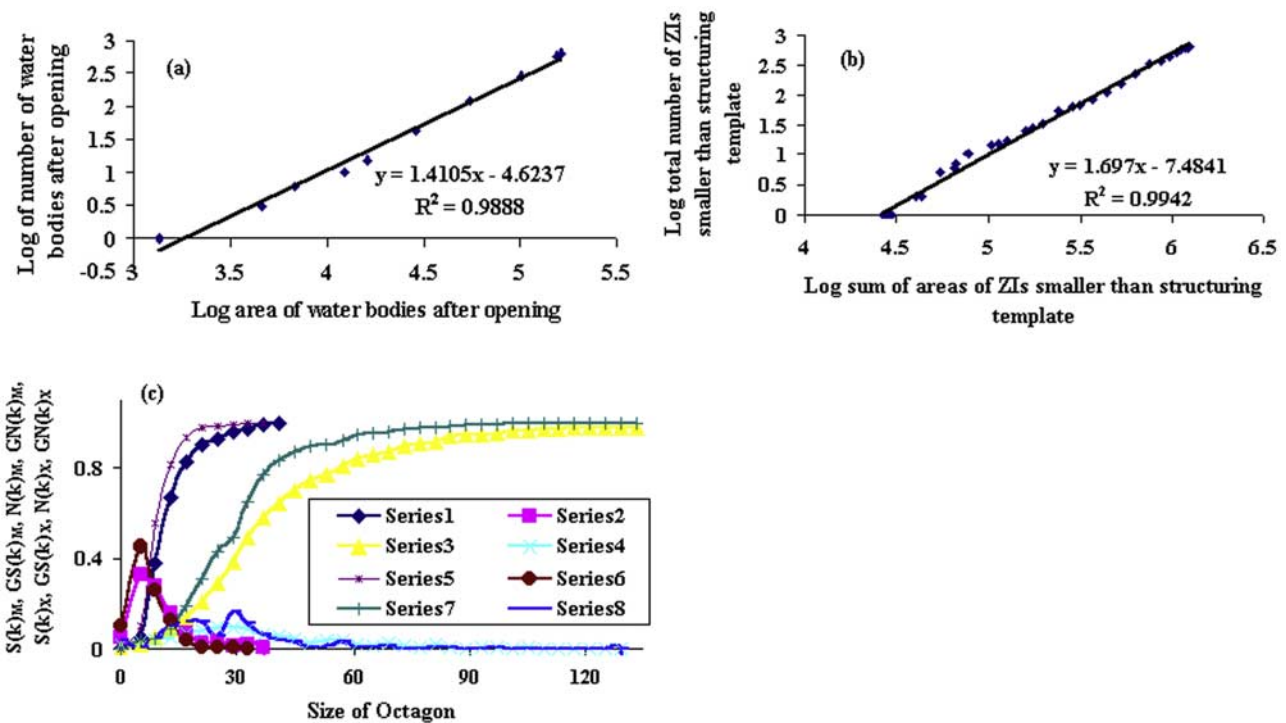 (a)
Log of number of water
bodies after opening
3
2.5
2
1.5
1
0.5
0
-0.5
3
3.5
4
4.5
5
5.5
y = 1.4105x - 4.6237
R² = 0.9888
Log area of water bodies after opening
(b)
Log total number of ZIs
smaller than structuring
template
3
2.5
2
1.5
1
0.5
0
4
4.5
5
5.5
6
6.5
y = 1.697x - 7.4841
R² = 0.9942
Log sum of areas of ZIs smaller than structuring
template
(c)
S(k)M, GS(k)M, N(k)M, GN(k)M,
S(k)X, GS(k)X, N(k)X, GN(k)X
0.8
0.4
0
0
30
60
90
120
Size of Octagon
Series1
Series2
Series3
Series4
Series5
Series6
Series7
Series8